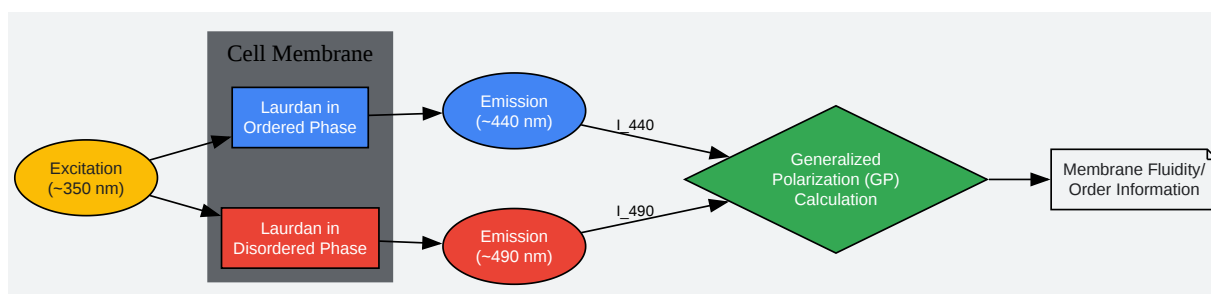 Cell Membrane
Excitation
(~350 nm)
Laurdan in
Ordered Phase
Laurdan in
Disordered Phase
Emission
(~440 nm)
Emission
(~490 nm)
I_440
I_490
Generalized
Polarization (GP)
Calculation
Membrane Fluidity/
Order Information